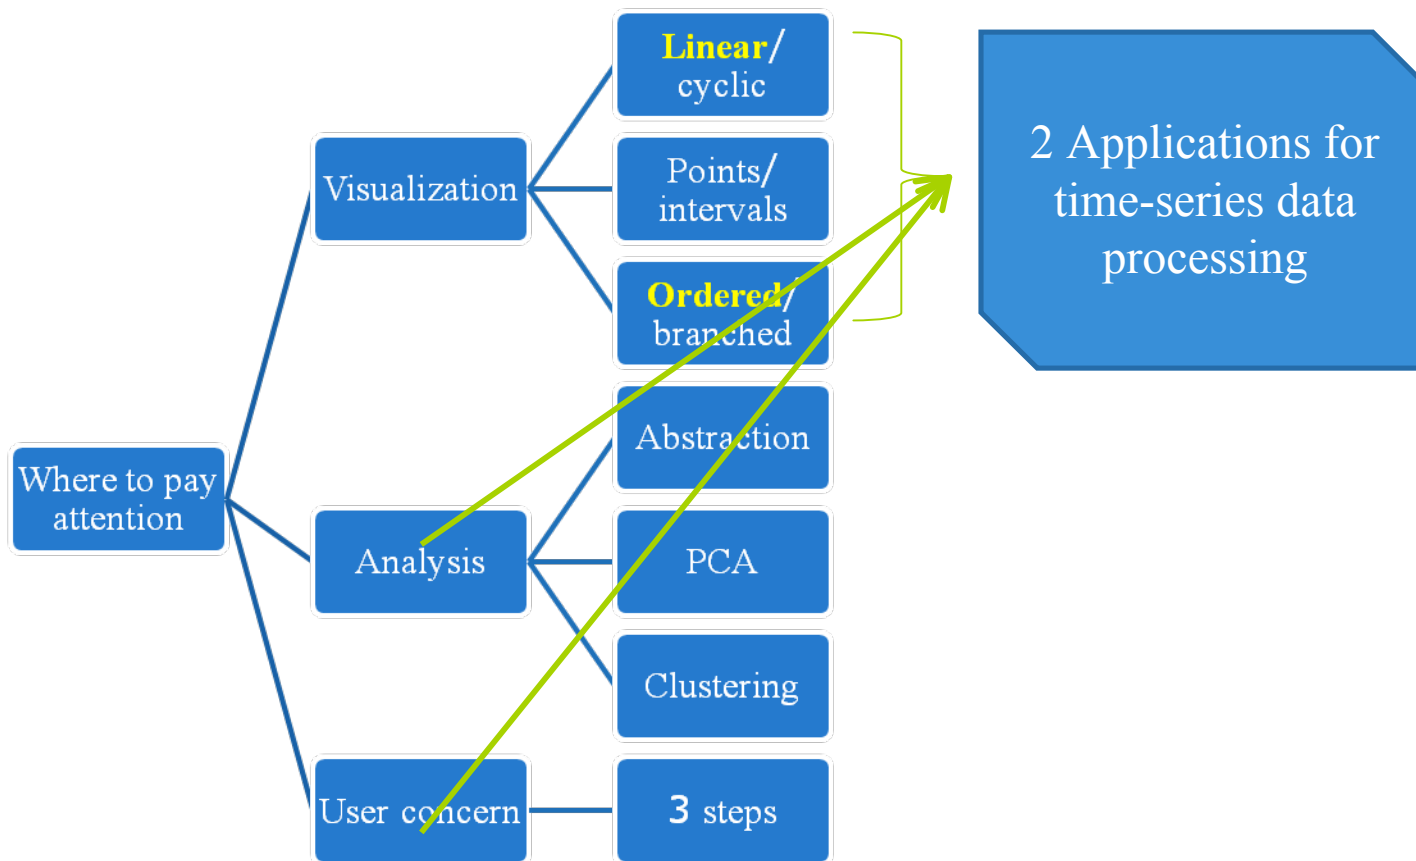 Linear/
cyclic
Visualization
Points/
intervals
Ordered/
branched
Where to pay
attention
Analysis
Abstraction
PCA
Clustering
User concern
3 steps
2 Applications for
time-series data
processing